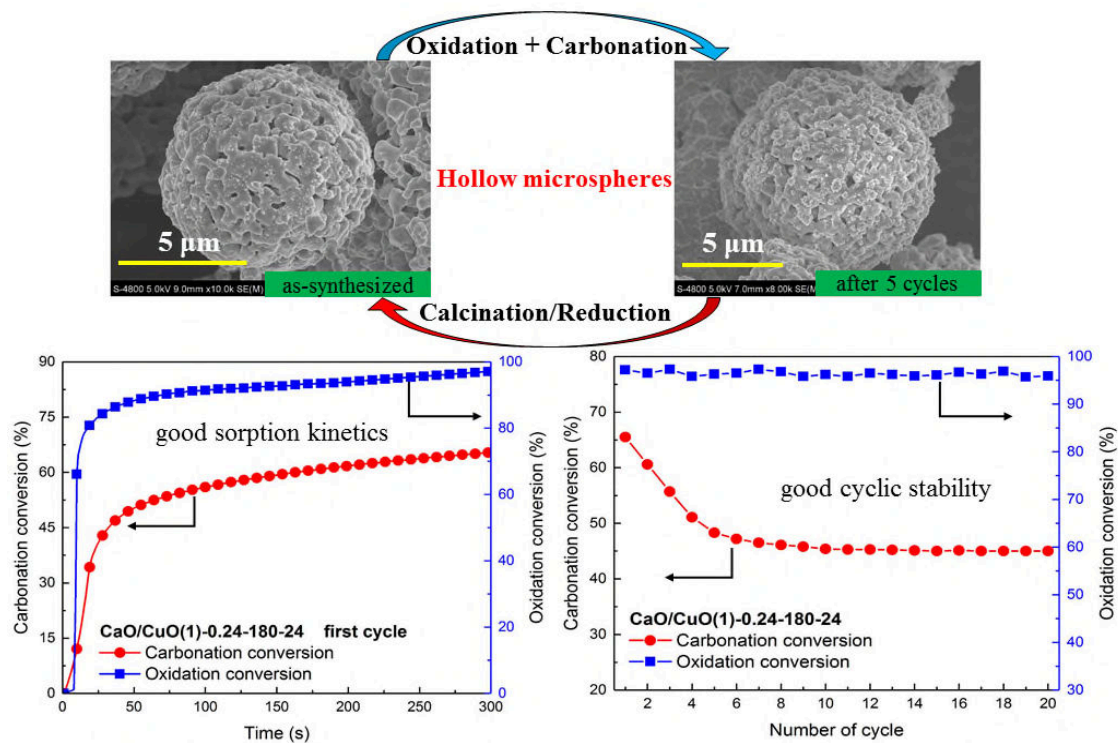 Oxidation + Carbonation
Hollow microspheres
5 µm
S-4800 5.0kV 9.0mm x10.0k SE(M)
as-synthesized
5 µm
S-4800 5.0kV 7.0mm x8.00k SE(M)
after 5 cycles
Calcination/Reduction
90
75
60
45
30
15
0
Carbonation conversion (%)
100
80
60
40
20
0
Oxidation conversion (%)
good sorption kinetics
CaO/CuO(1)-0.24-180-24 first cycle
Carbonation conversion
Oxidation conversion
0 50 100 150 200 250 300
Time (s)
80
70
60
50
40
30
20
Carbonation conversion (%)
100
90
80
70
60
50
40
30
Oxidation conversion (%)
good cyclic stability
CaO/CuO(1)-0.24-180-24
Carbonation conversion
Oxidation conversion
2 4 6 8 10 12 14 16 18 20
Number of cycle